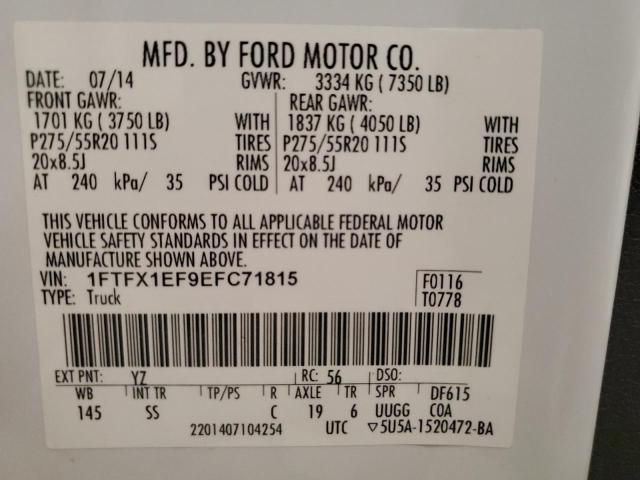 MFD. BY FORD MOTOR CO.
DATE: 07/14 GVWR: 3334 KG ( 7350 LB)
FRONT GAWR: REAR GAWR:
1701 KG ( 3750 LB) WITH 1837 KG ( 4050 LB) WITH
P275/55R20 111S TIRES P275/55R20 111S TIRES
20x8.5J RIMS 20x8.5J RIMS
AT 240 kPa/ 35 PSI COLD AT 240 kPa/ 35 PSI COLD
THIS VEHICLE CONFORMS TO ALL APPLICABLE FEDERAL MOTOR
VEHICLE SAFETY STANDARDS IN EFFECT ON THE DATE OF
MANUFACTURE SHOWN ABOVE.
VIN: 1FTFX1EF9EFC71815 F0116
TYPE: Truck T0778
EXT PNT: YZ RC: 56 DSO:
WB INT TR TP/PS R AXLE TR SPR DF615
145 SS C 19 6 UUGG COA
2201407104254 UTC ▽5U5A-1520472-BA